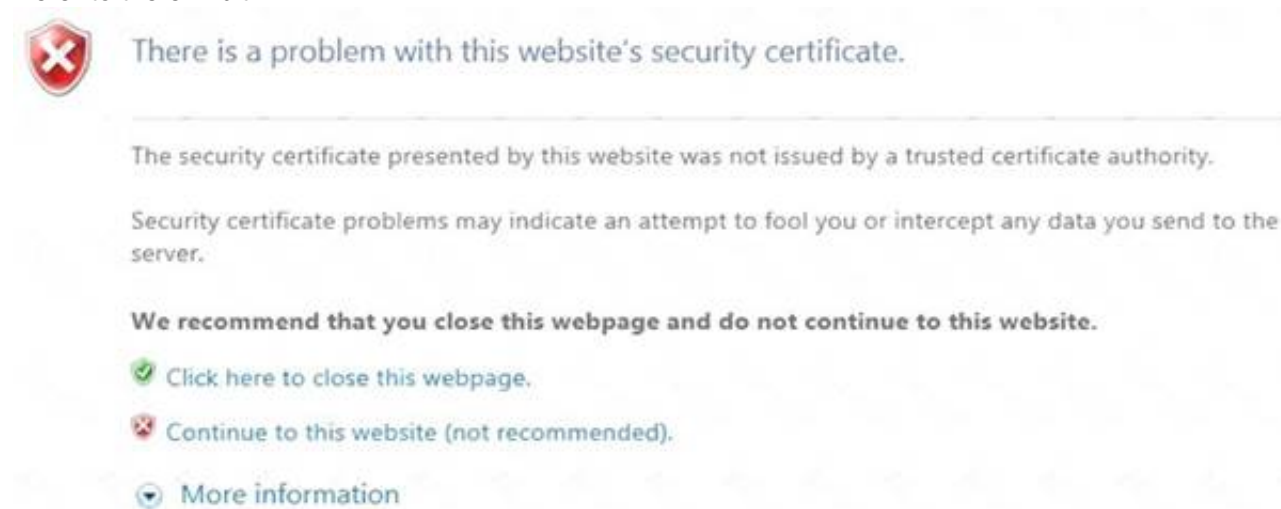 There is a problem with this website's security certificate.
The security certificate presented by this website was not issued by a trusted certificate authority.
Security certificate problems may indicate an attempt to fool you or intercept any data you send to the
server.
We recommend that you close this webpage and do not continue to this website.
Click here to close this webpage.
Continue to this website (not recommended).
More information